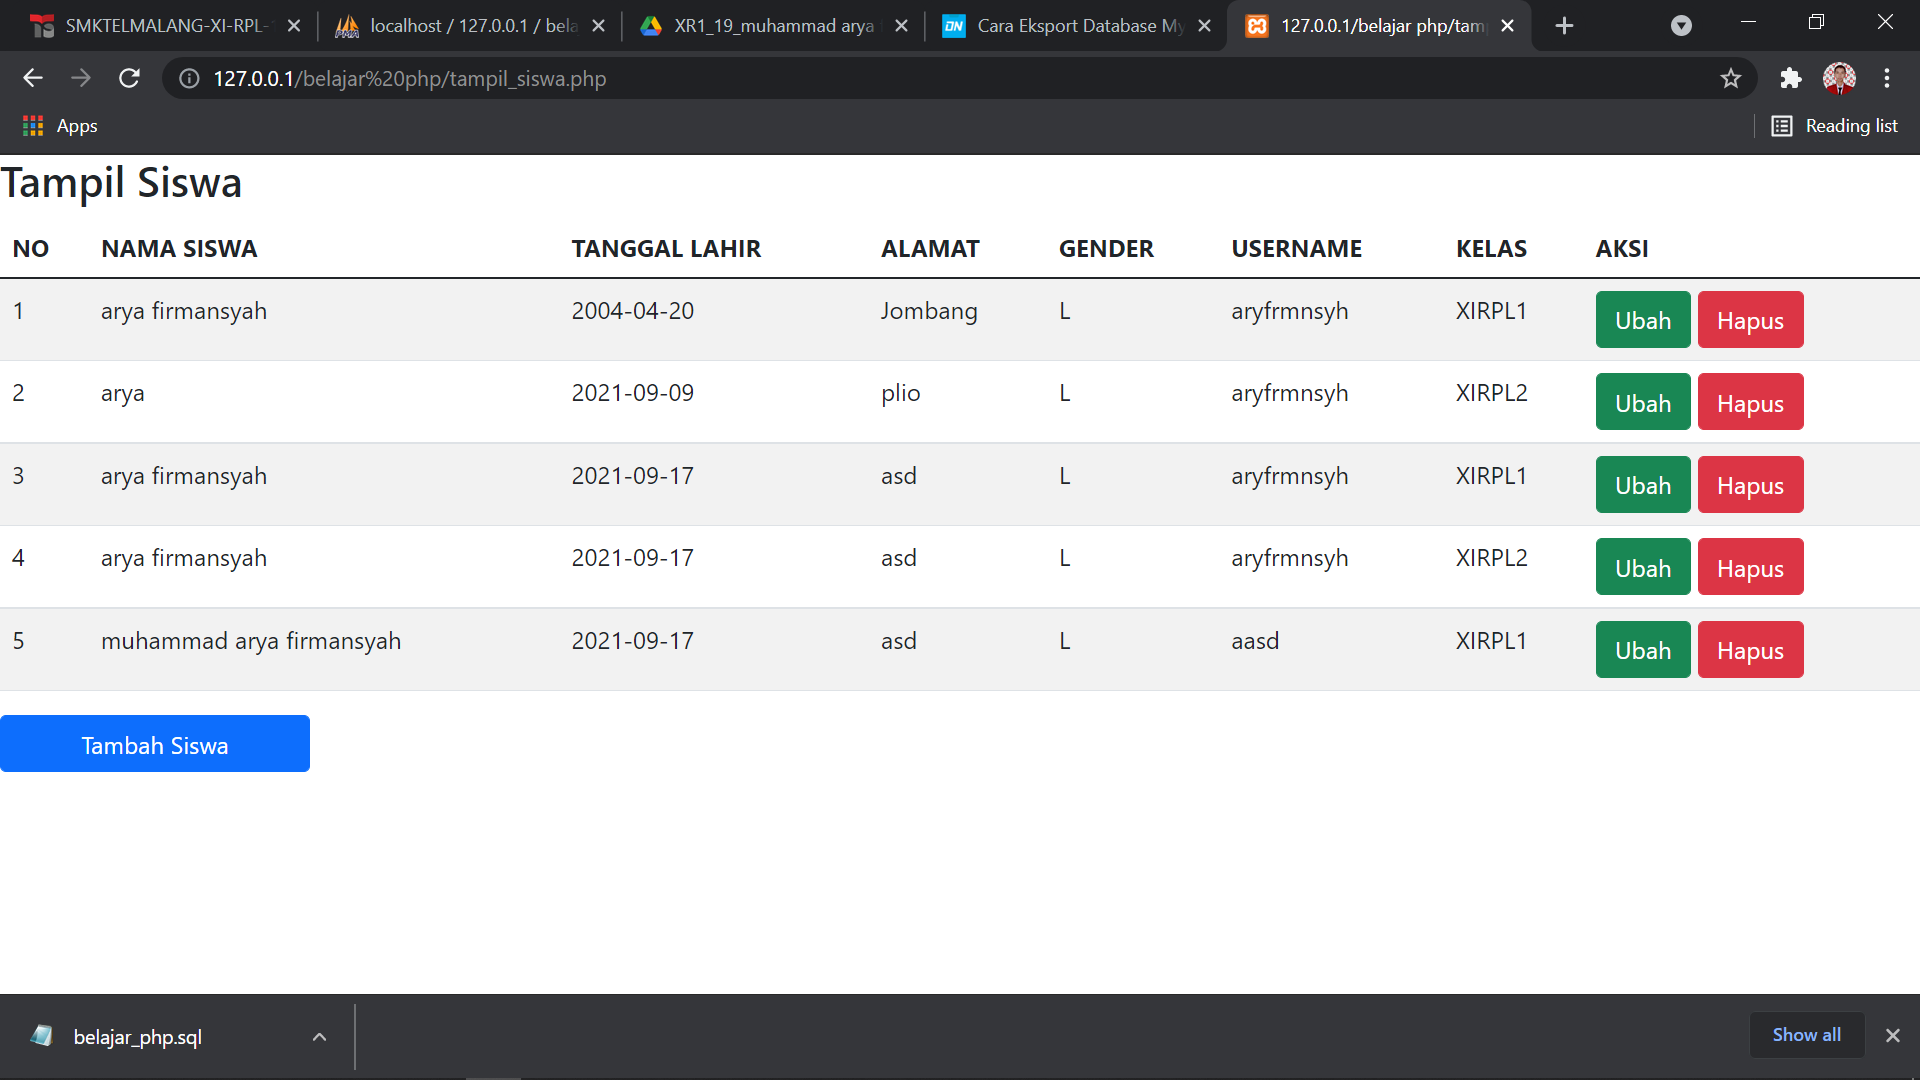 SMKTELMALANG-XI-RPL-
localhost / 127.0.0.1 / bela
XR1_19_muhammad arya
Cara Eksport Database My
127.0.0.1/belajar php/tam
127.0.0.1/belajar%20php/tampil_siswa.php
Apps
Reading list
Tampil Siswa
NO NAMA SISWA TANGGAL LAHIR ALAMAT GENDER USERNAME KELAS AKSI
1 arya firmansyah 2004-04-20 Jombang L aryfrmnsyh XIRPL1 Ubah Hapus
2 arya 2021-09-09 plio L aryfrmnsyh XIRPL2 Ubah Hapus
3 arya firmansyah 2021-09-17 asd L aryfrmnsyh XIRPL1 Ubah Hapus
4 arya firmansyah 2021-09-17 asd L aryfrmnsyh XIRPL2 Ubah Hapus
5 muhammad arya firmansyah 2021-09-17 asd L aasd XIRPL1 Ubah Hapus
Tambah Siswa
belajar_php.sql
Show all